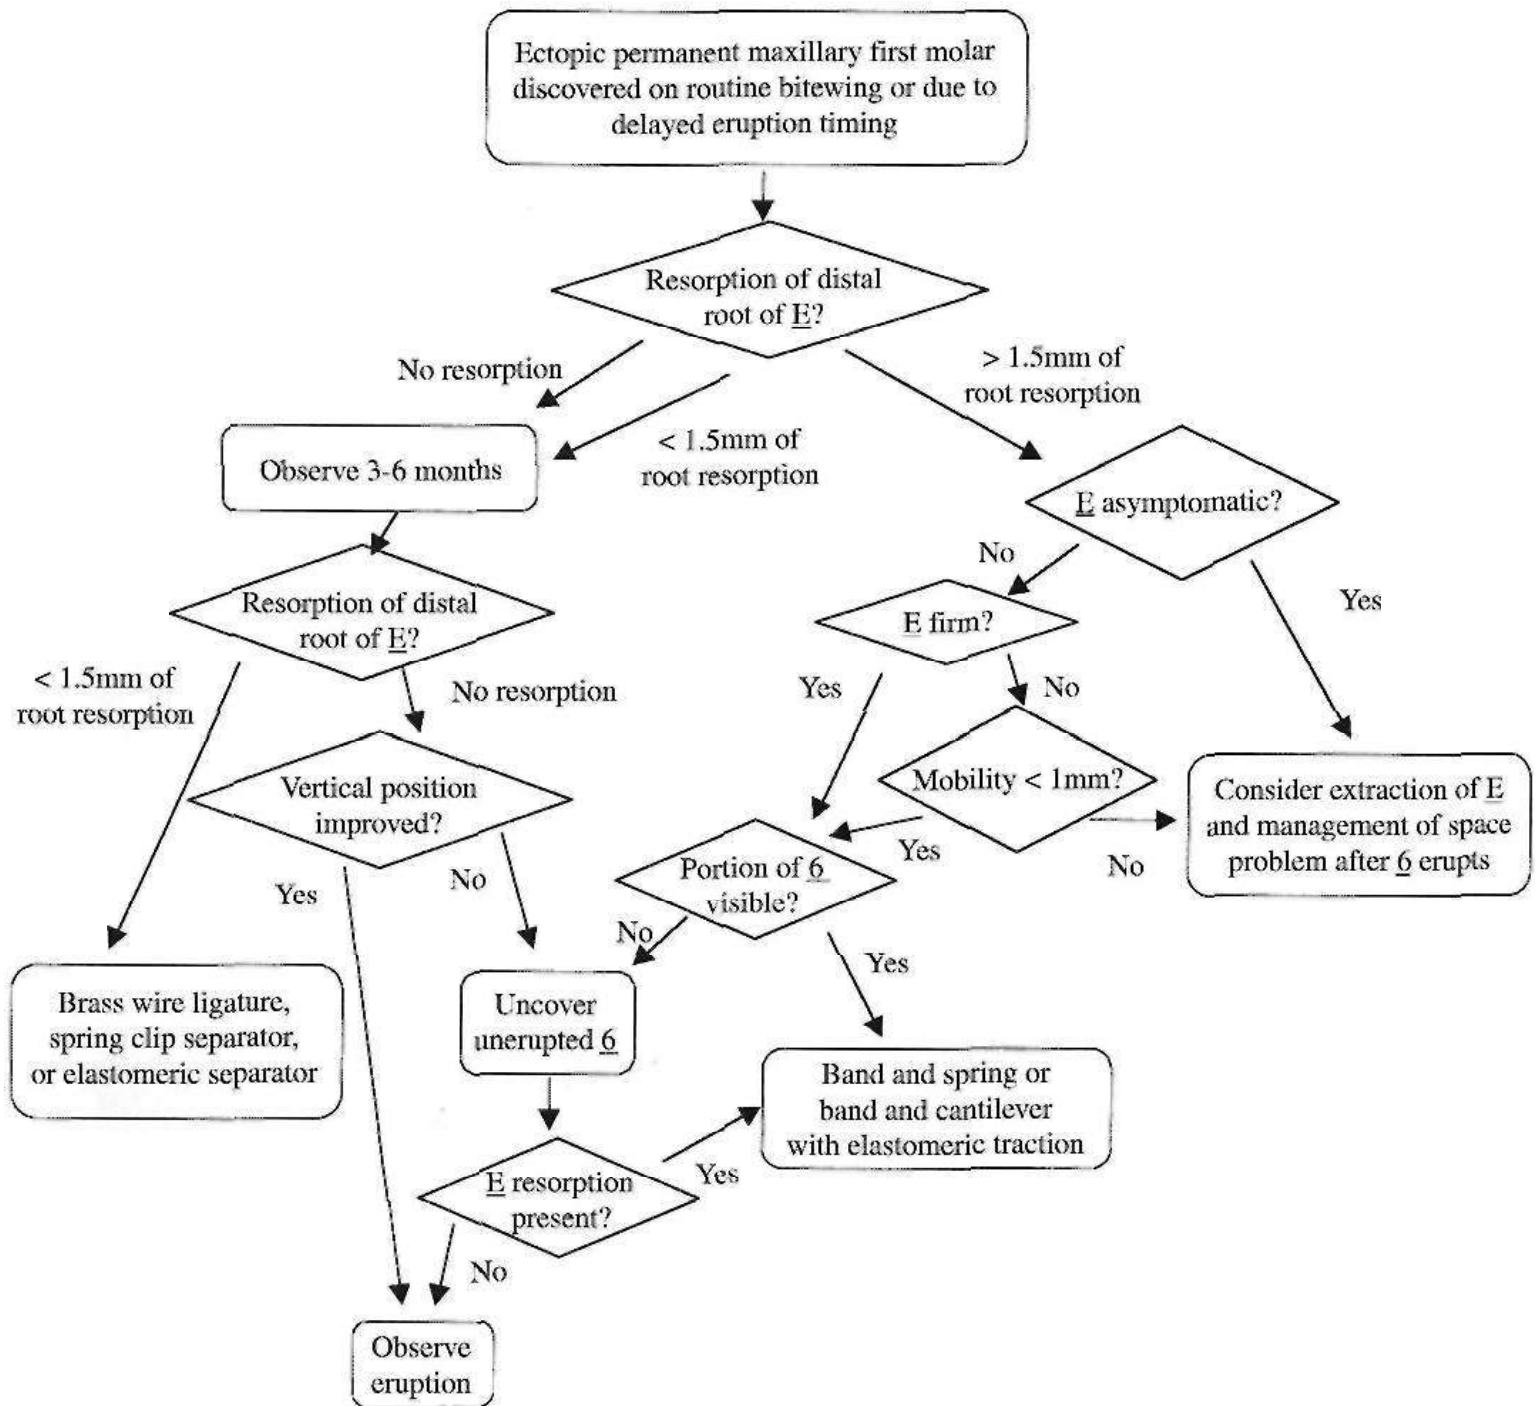 Ectopic permanent maxillary first molar
discovered on routine bitewing or due to
delayed eruption timing
Resorption of distal
root of E?
No resorption
< 1.5mm of
root resorption
> 1.5mm of
root resorption
Observe 3-6 months
E asymptomatic?
No
Yes
Resorption of distal
root of E?
E firm?
< 1.5mm of
root resorption
No resorption
Yes
No
Vertical position
improved?
Mobility < 1mm?
Consider extraction of E
and management of space
problem after 6 erupts
Yes
No
Yes
No
Portion of 6
visible?
No
Yes
Brass wire ligature,
spring clip separator,
or elastomeric separator
Uncover
unerupted 6
Band and spring or
band and cantilever
with elastomeric traction
E resorption
present?
Yes
No
Observe
eruption